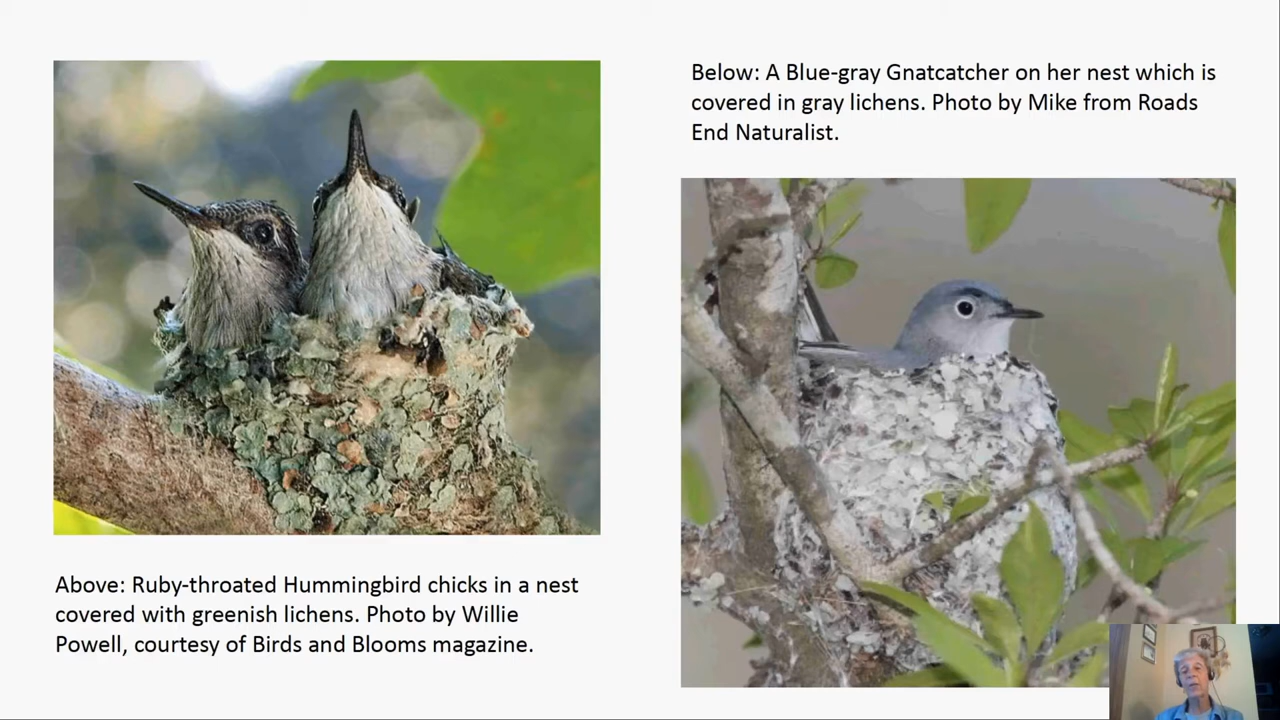 Below: A Blue-gray Gnatcatcher on her nest which is
covered in gray lichens. Photo by Mike from Roads
End Naturalist.
Above: Ruby-throated Hummingbird chicks in a nest
covered with greenish lichens. Photo by Willie
Powell, courtesy of Birds and Blooms magazine.